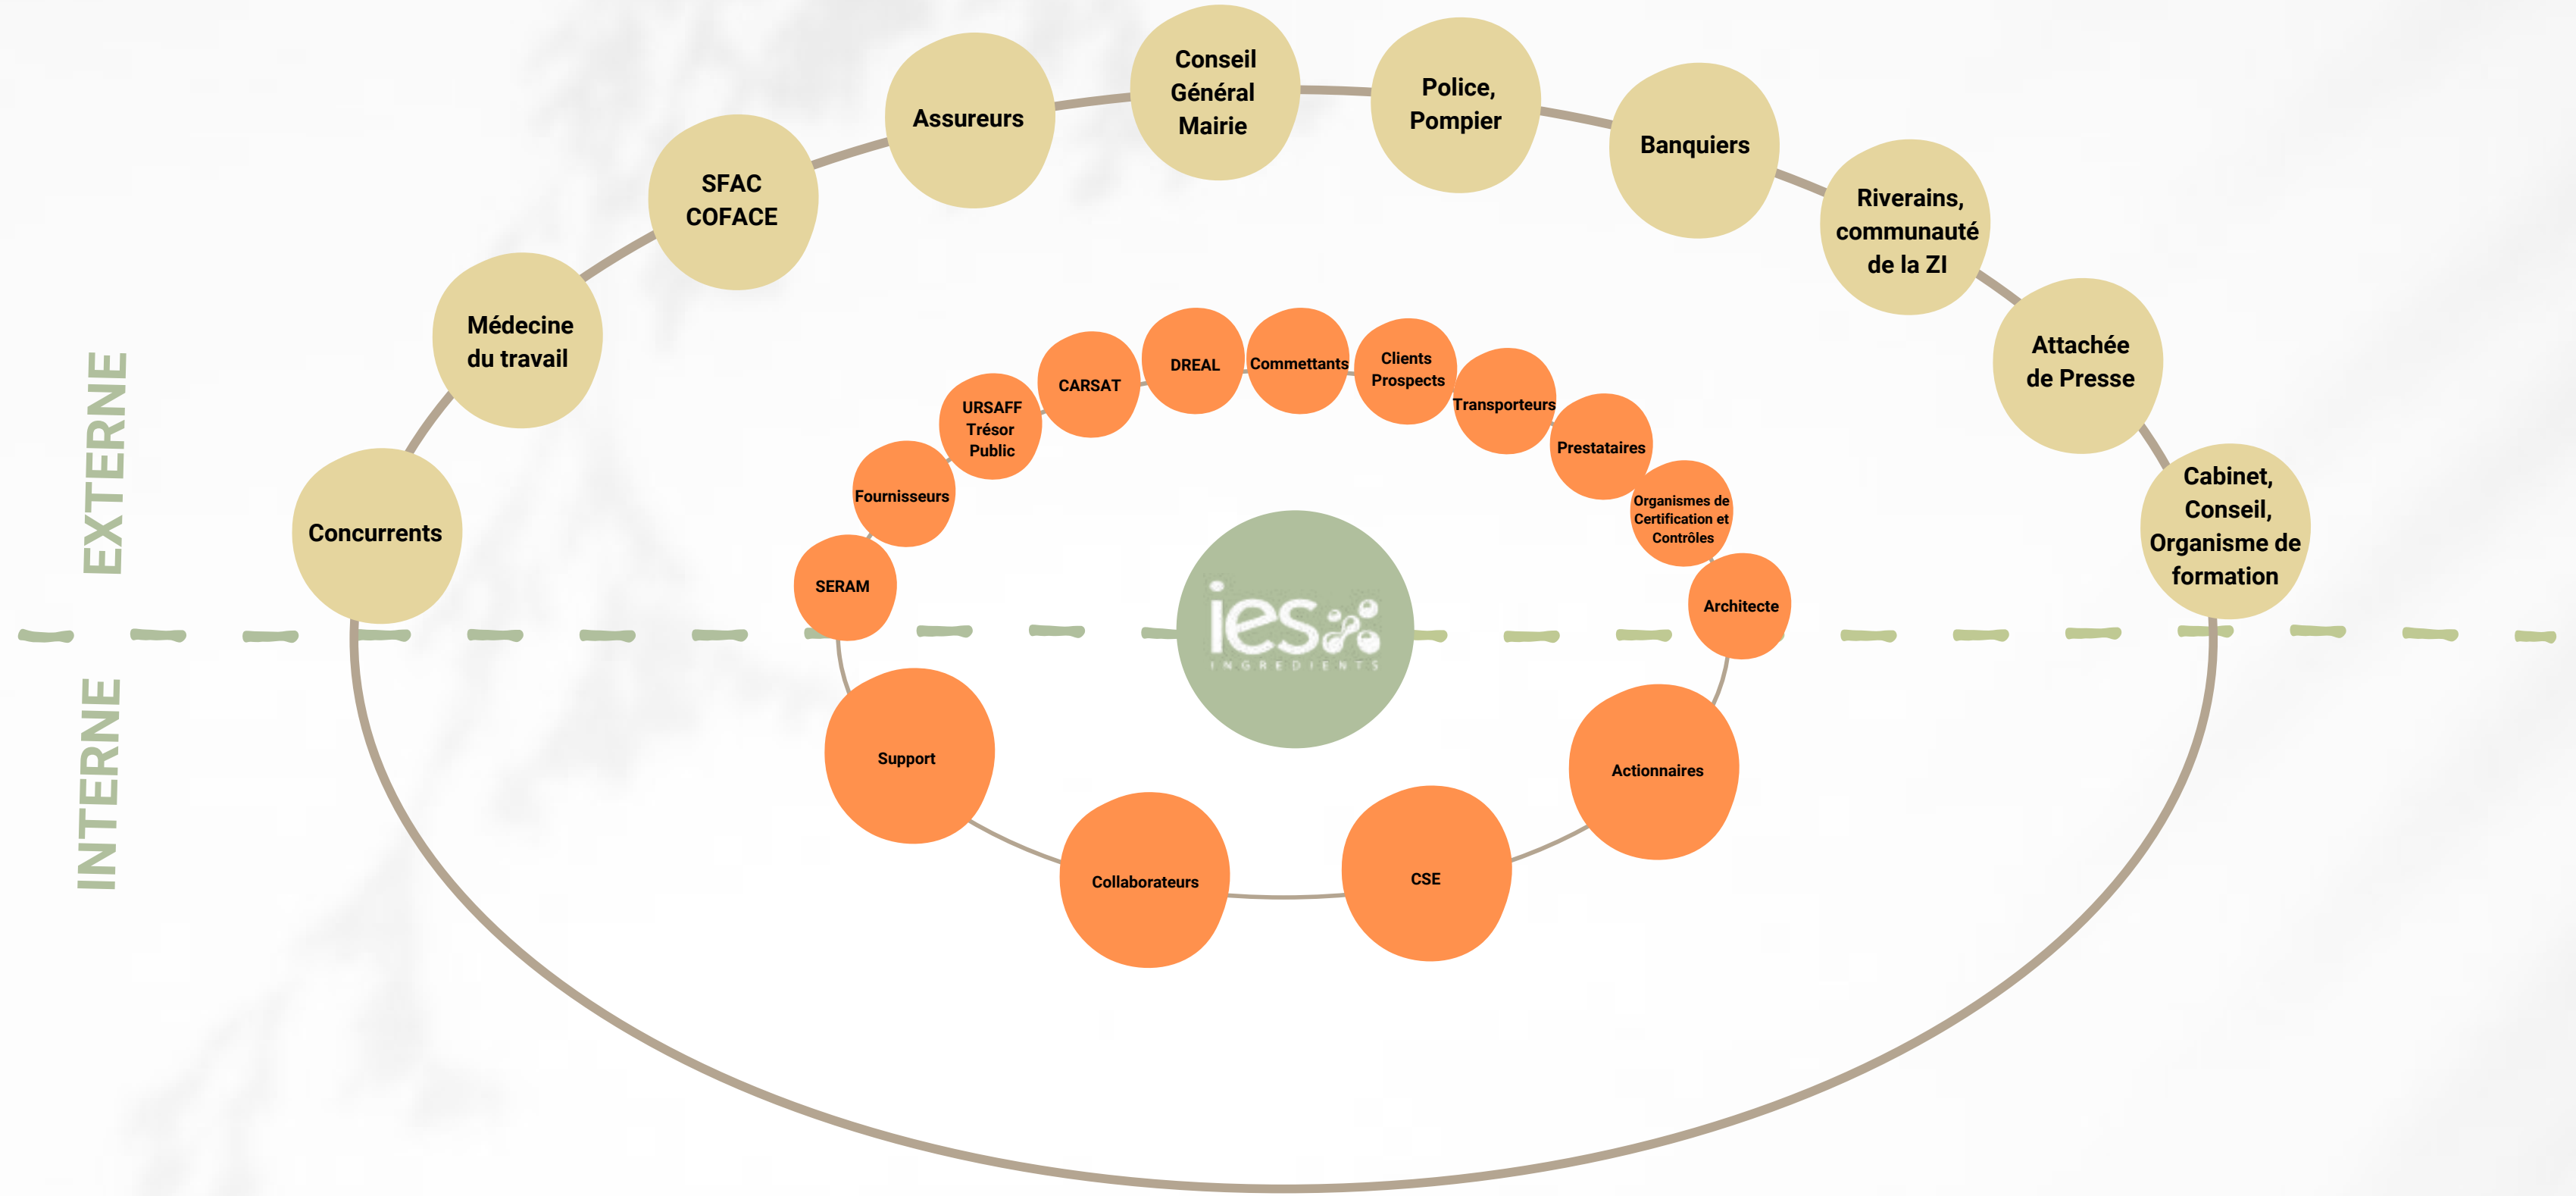 EXTERNE
INTERNE
Concurrents
Médecine
du travail
SFAC
COFACE
Assureurs
Conseil
Général
Mairie
Police,
Pompier
Banquiers
Riverains,
communauté
de la ZI
Attachée
de Presse
Cabinet,
Conseil,
Organisme de
formation
SERAM
Fournisseurs
URSAFF
Trésor
Public
CARSAT
DREAL
Commettants
Clients
Prospects
Transporteurs
Prestataires
Organismes de
Certification et
Contrôles
Architecte
ies
INGREDIENTS
Support
Collaborateurs
CSE
Actionnaires